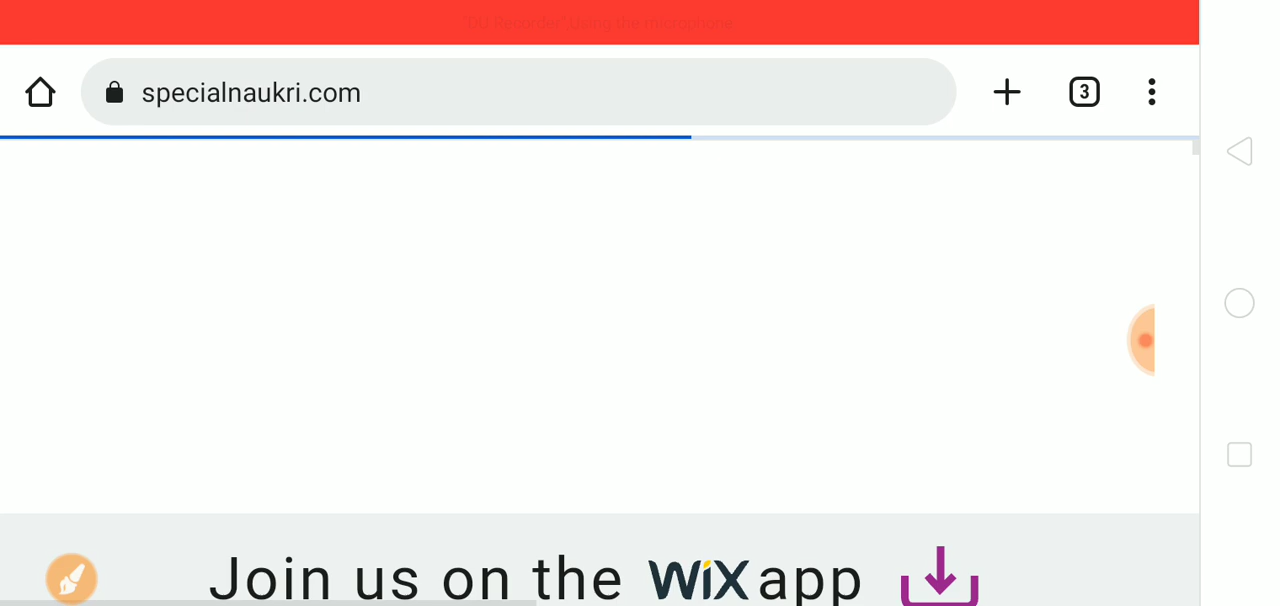 "DU Recorder" Using the microphone
specialnaukri.com
3
Join us on the WiX app